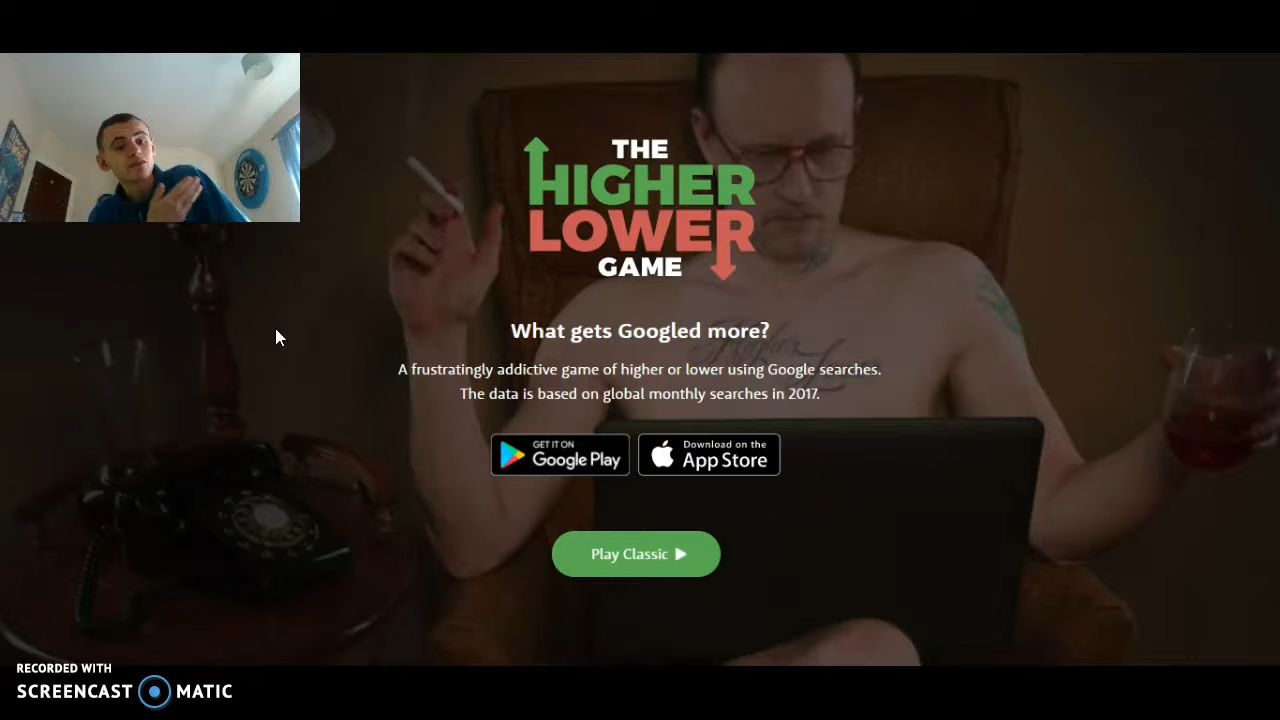 THE
HIGHER
LOWER
GAME
What gets Googled more?
A frustratingly addictive game of higher or lower using Google searches.
The data is based on global monthly searches in 2017.
GET IT ON
Google Play
Download on the
App Store
Play Classic
RECORDED WITH
SCREENCAST MATIC